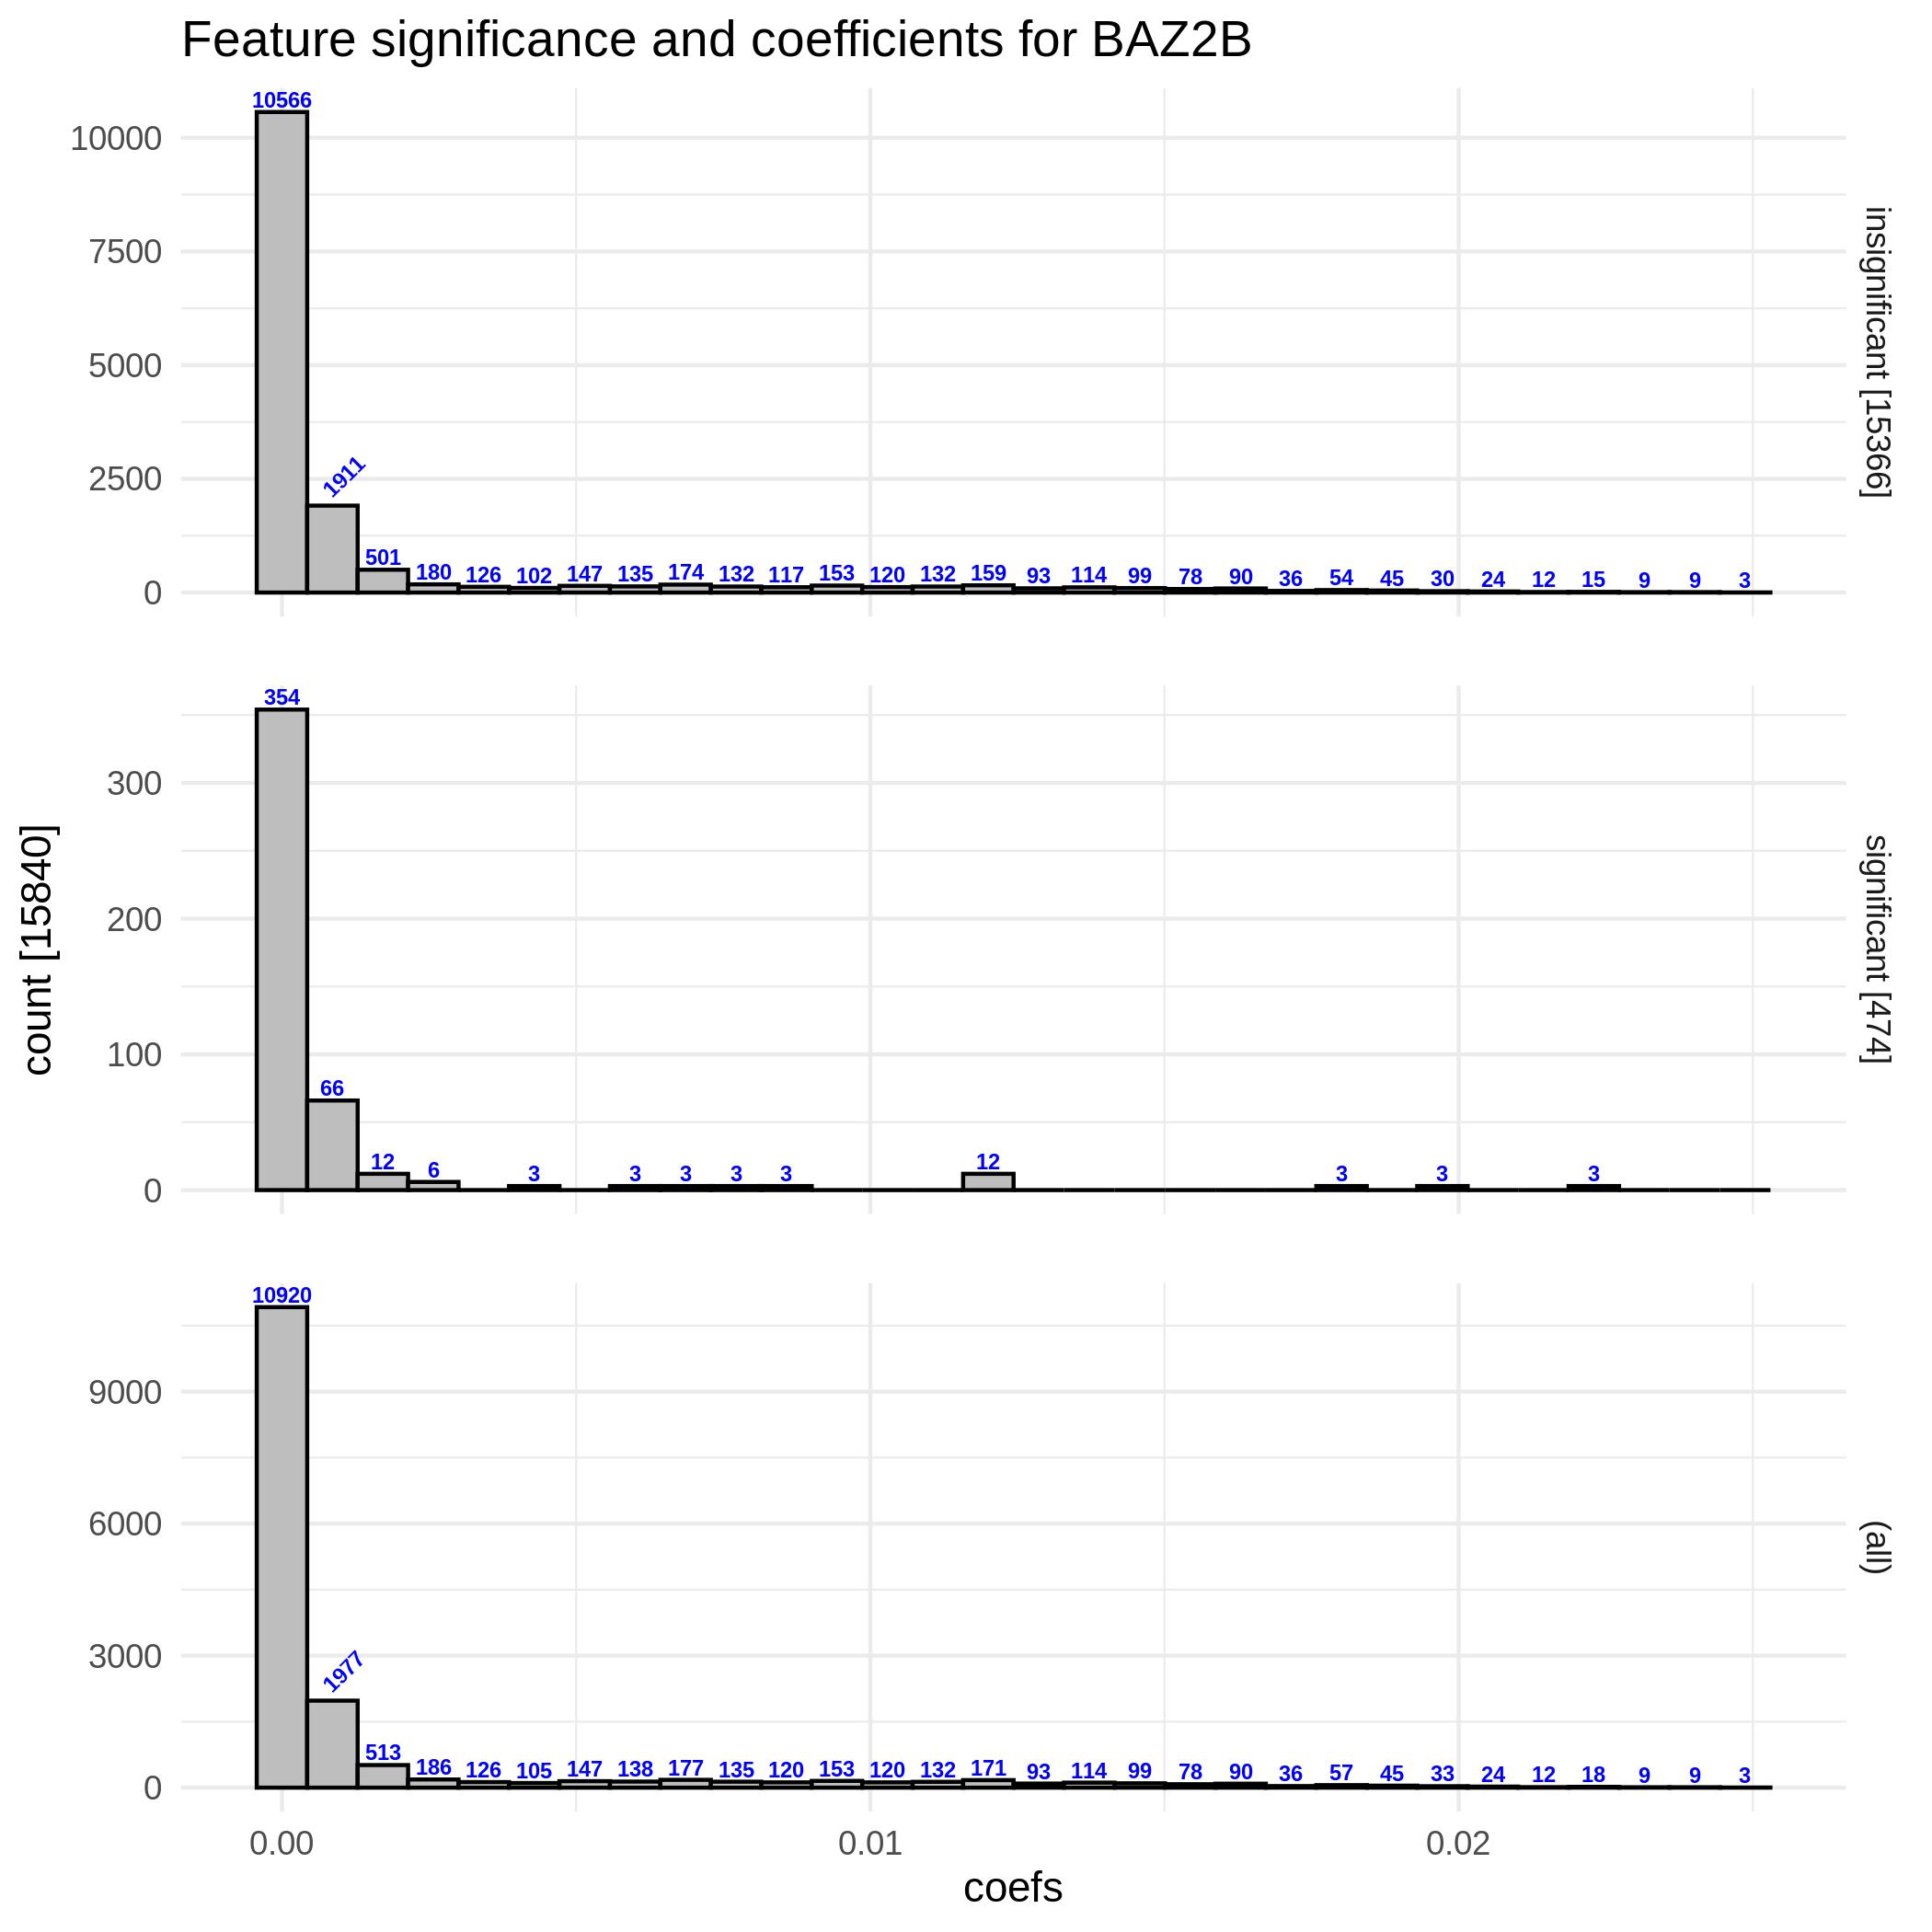 Feature significance and coefficients for BAZ2B
10566
10000
7500
5000
2500
0
1911
501 180 126 102 147 135 174 132 117 153 120 132 159 93 114 99 78 90 36 54 45 30 24 12 15 9 9 3
insignificant [15366]
354
300
200
100
0
66
12 6 3 3 3 3 3 12 3 3 3
significant [474]
count [15840]
10920
9000
6000
3000
0
1977
513 186 126 105 147 138 177 135 120 153 120 132 171 93 114 99 78 90 36 57 45 33 24 12 18 9 9 3
(all)
0.00 0.01 0.02
coefs